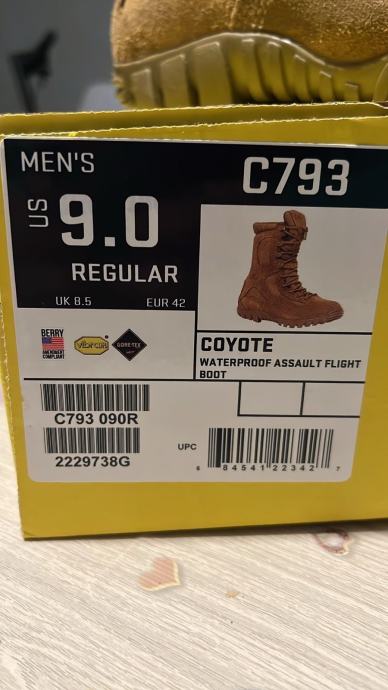 MEN'S
C793
US 9.0
REGULAR
UK 8.5 EUR 42
BERRY
AMENDMENT
COMPLIANT
vibram
GORE-TEX
COYOTE
WATERPROOF ASSAULT FLIGHT
BOOT
C793 090R
2229738G
UPC
6 84541 22342 7